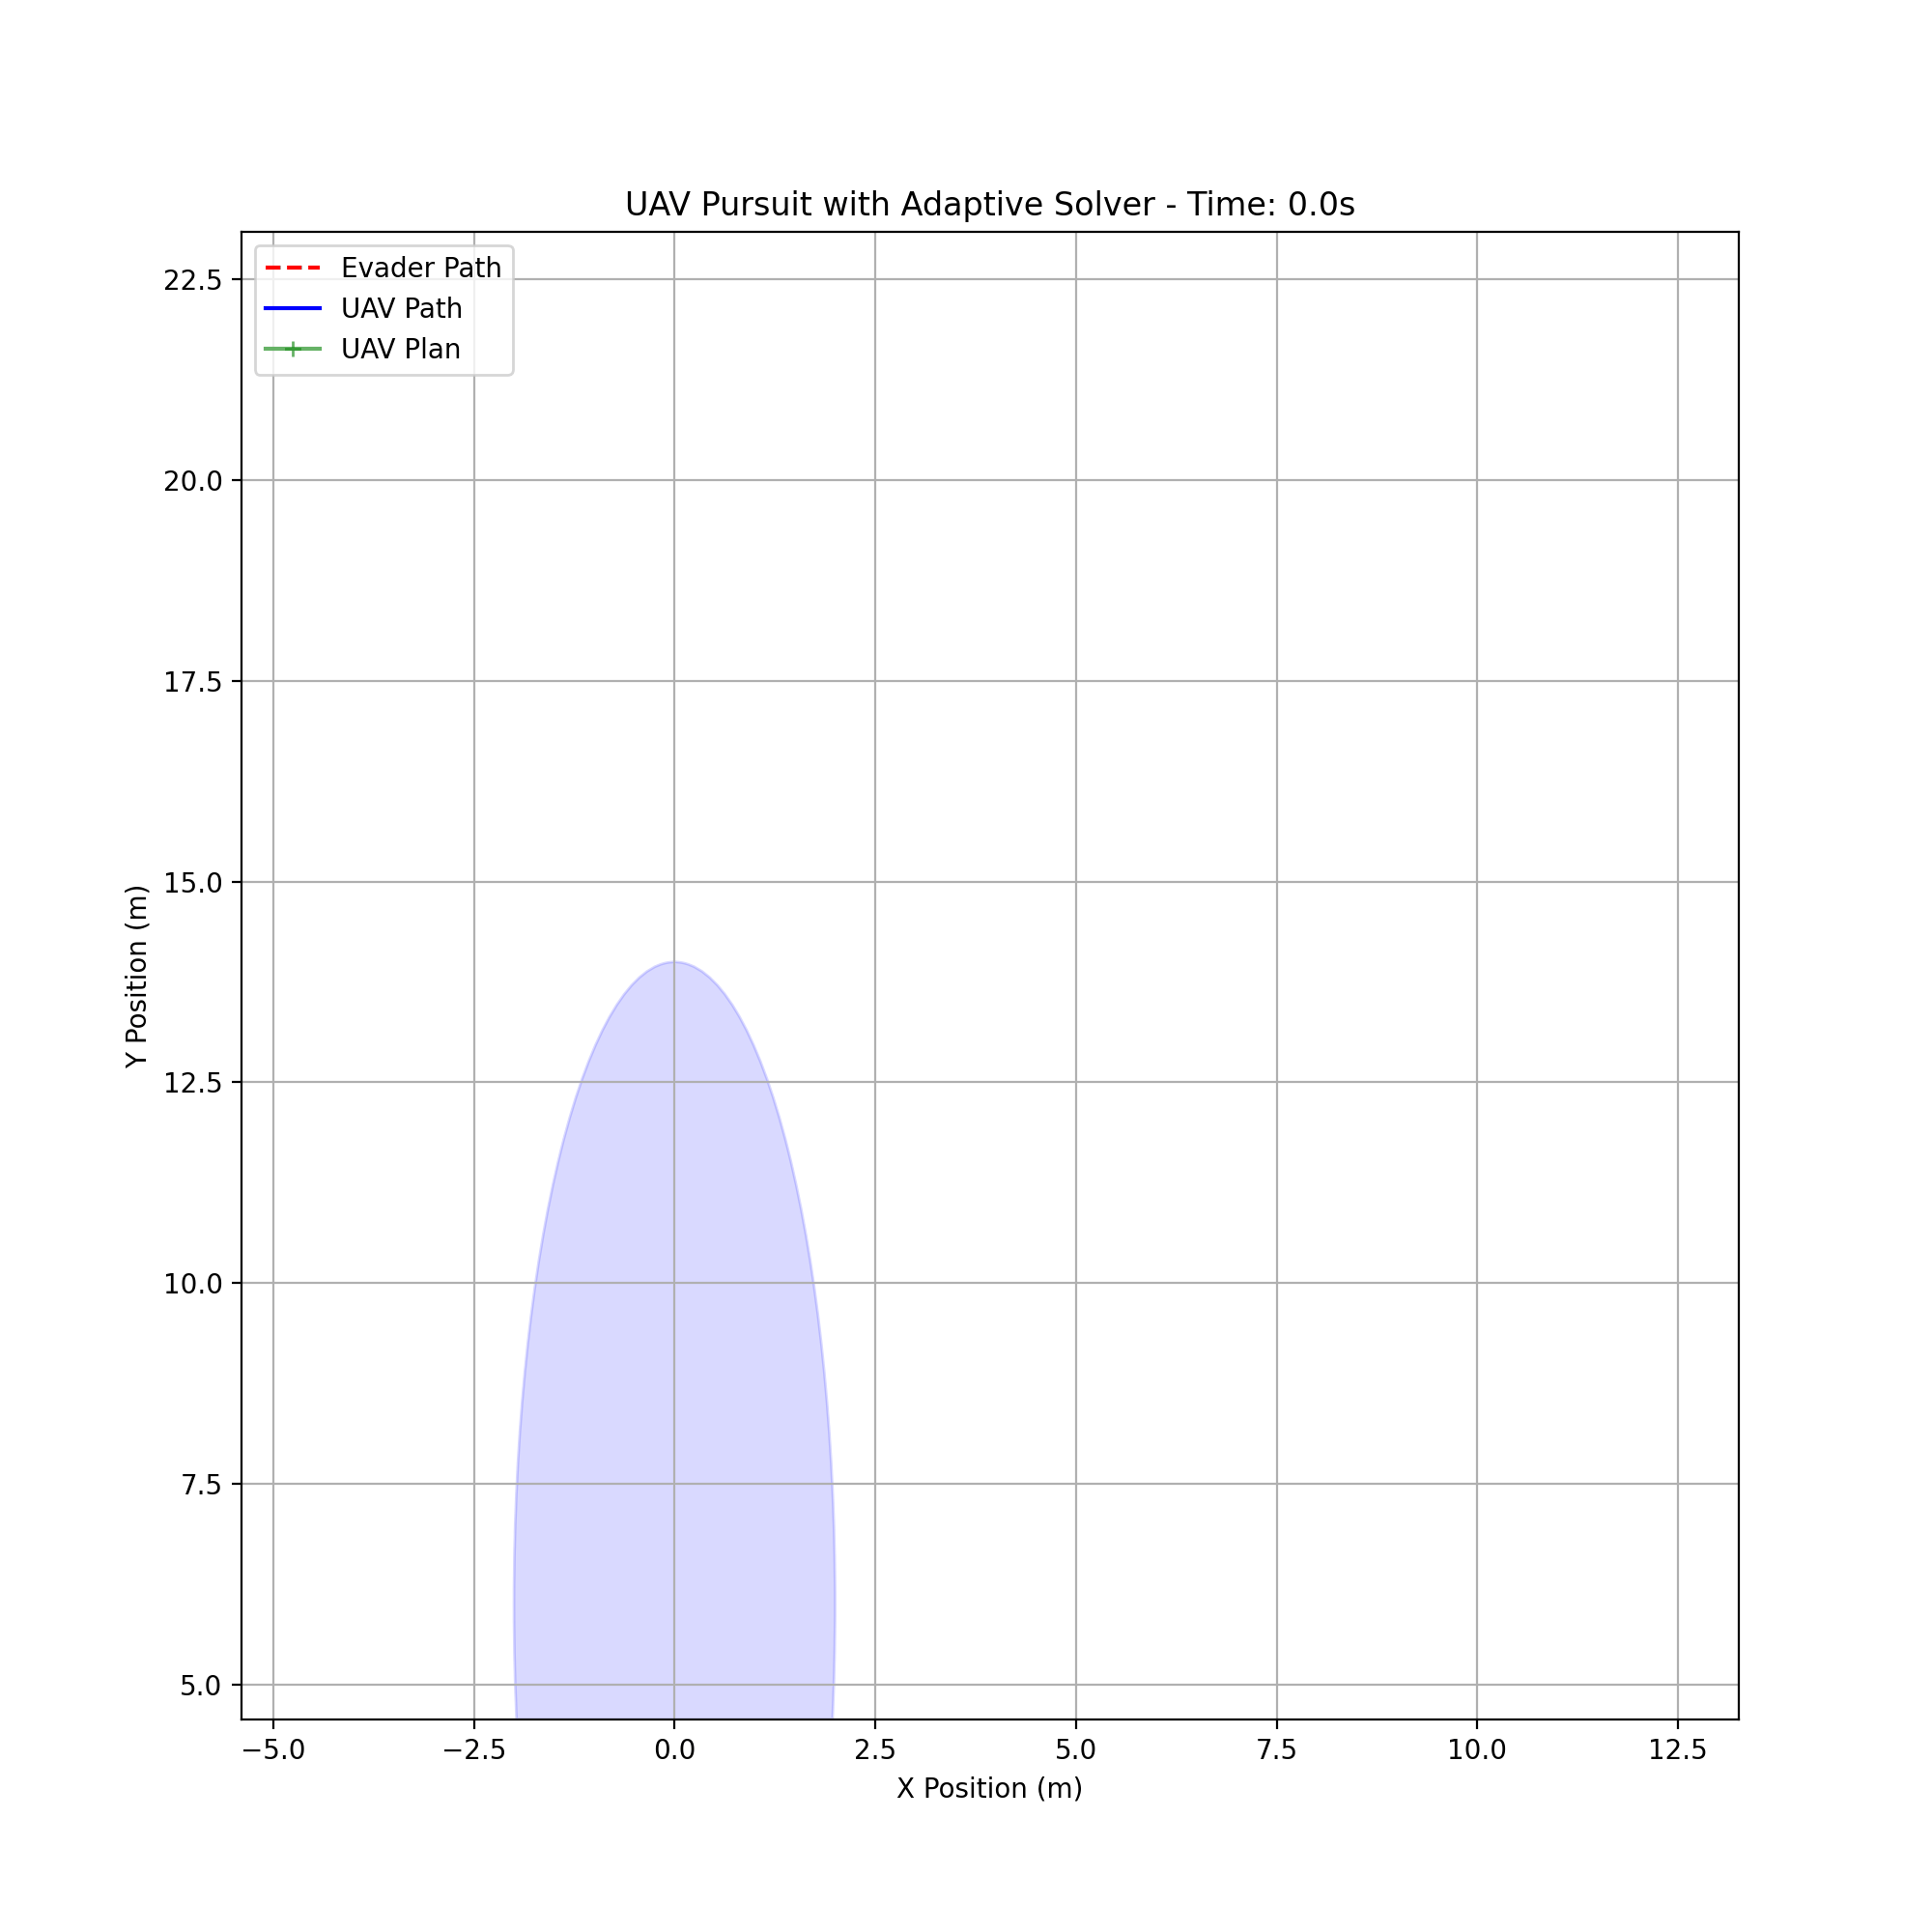 UAV Pursuit with Adaptive Solver - Time: 0.0s
Evader Path
UAV Path
UAV Plan
22.5
20.0
17.5
15.0
12.5
10.0
7.5
5.0
Y Position (m)
−5.0 −2.5 0.0 2.5 5.0 7.5 10.0 12.5
X Position (m)